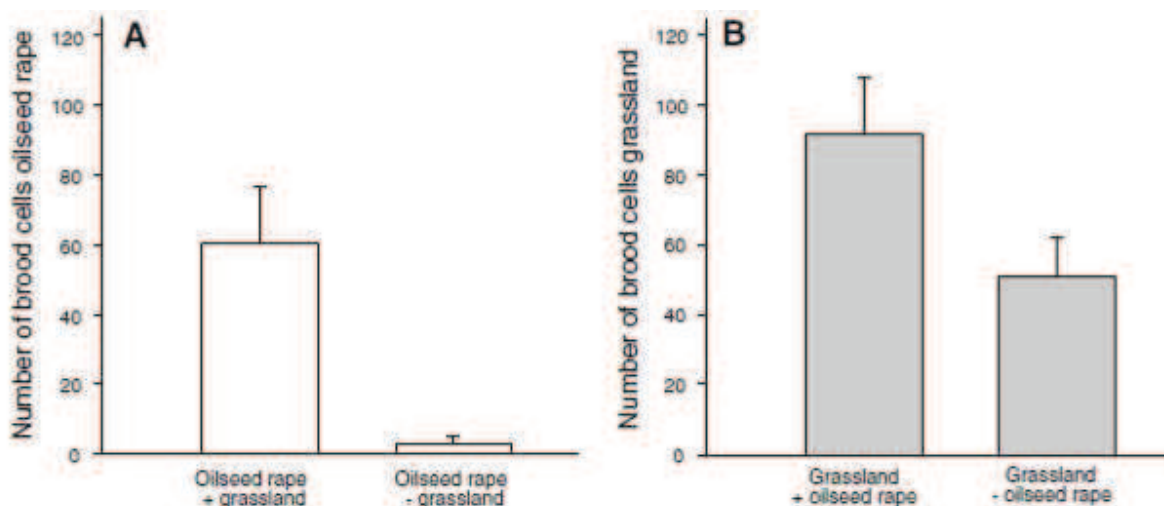 A
Number of brood cells oilseed rape
120
100
80
60
40
20
0
Oilseed rape
+ grassland
Oilseed rape
- grassland
B
Number of brood cells grassland
120
100
80
60
40
20
0
Grassland
+ oilseed rape
Grassland
- oilseed rape